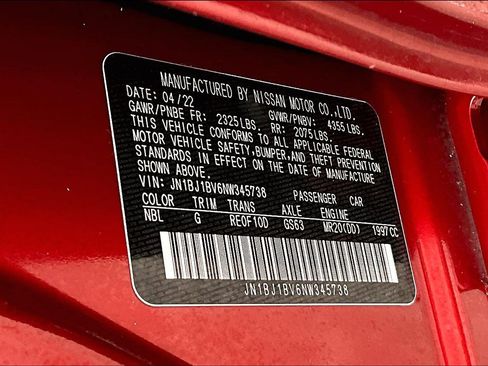 MANUFACTURED BY NISSAN MOTOR CO.,LTD.
DATE: 04/22 GVWR/PNBV: 4355 LBS.
GAWR/PNBE FR: 2325 LBS. RR: 2075 LBS.
THIS VEHICLE CONFORMS TO ALL APPLICABLE FEDERAL
MOTOR VEHICLE SAFETY,BUMPER,AND THEFT PREVENTION
STANDARDS IN EFFECT ON THE DATE OF MANUFACTURE
SHOWN ABOVE.
VIN: JN1BJ1BV6NW345738 PASSENGER CAR
COLOR TRIM TRANS AXLE ENGINE
NBL G RE0F10D GS63 MR20(DD) 1997CC
JN1BJ1BV6NW345738